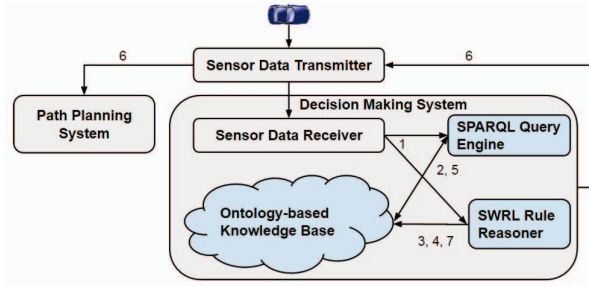 6
6
Sensor Data Transmitter
Path Planning
System
Decision Making System
Sensor Data Receiver
1
SPARQL Query
Engine
2, 5
Ontology-based
Knowledge Base
SWRL Rule
Reasoner
3, 4, 7